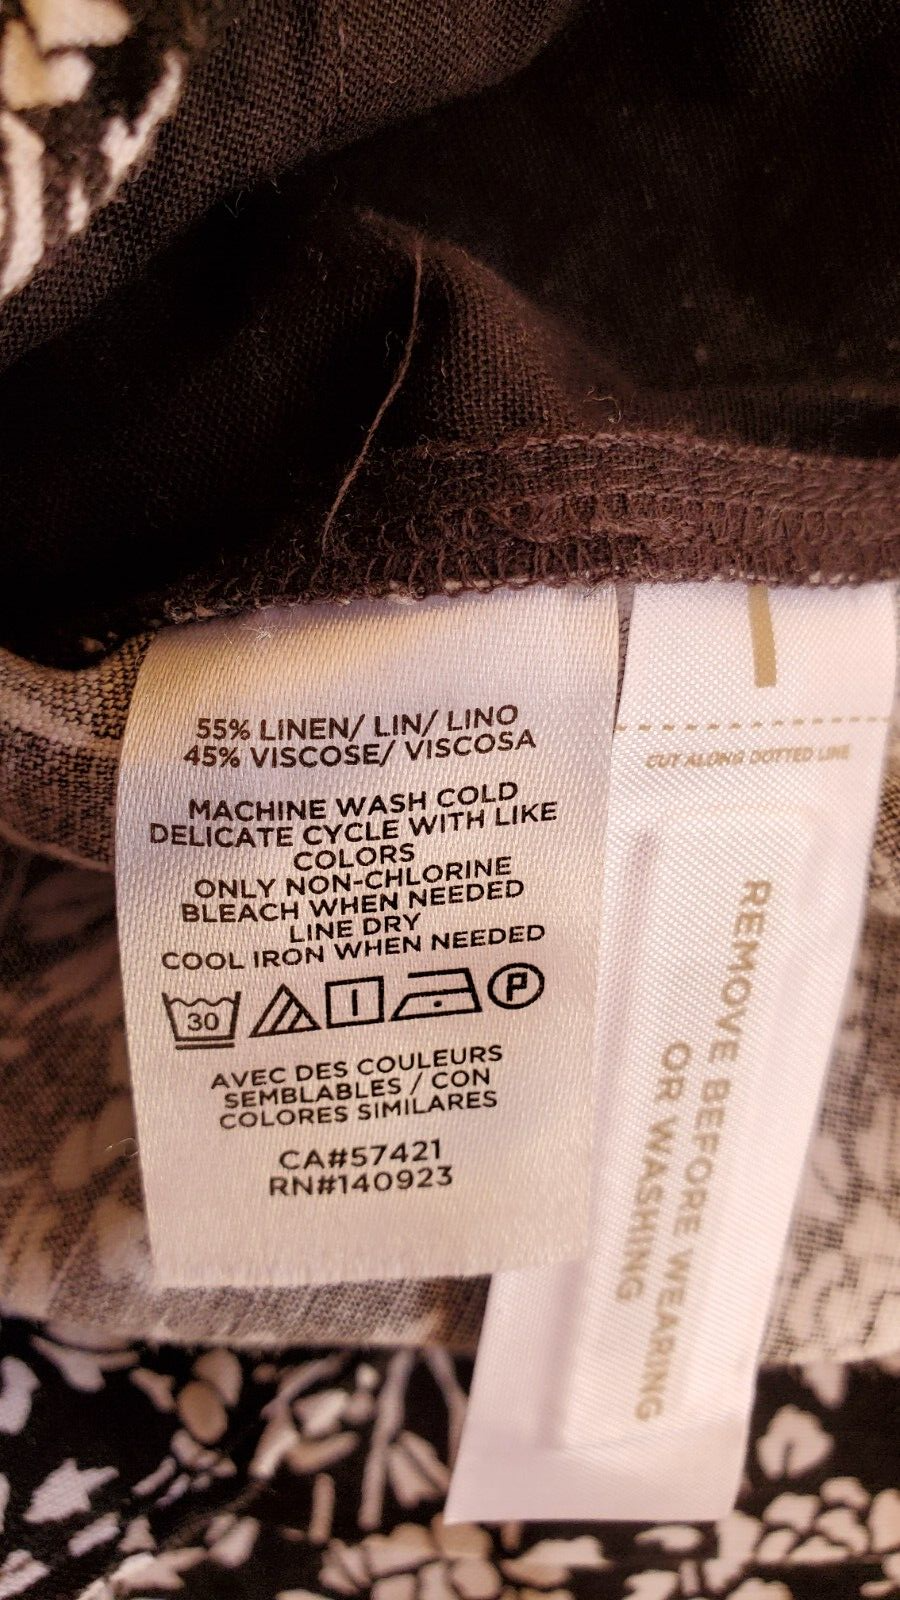 55% LINEN/ LIN/ LINO
45% VISCOSE/ VISCOSA
MACHINE WASH COLD
DELICATE CYCLE WITH LIKE
COLORS
ONLY NON-CHLORINE
BLEACH WHEN NEEDED
LINE DRY
COOL IRON WHEN NEEDED
30 P
AVEC DES COULEURS
SEMBLABLES / CON
COLORES SIMILARES
CA#57421
RN#140923
CUT ALONG DOTTED LINE
REMOVE BEFORE WEARING
OR WASHING